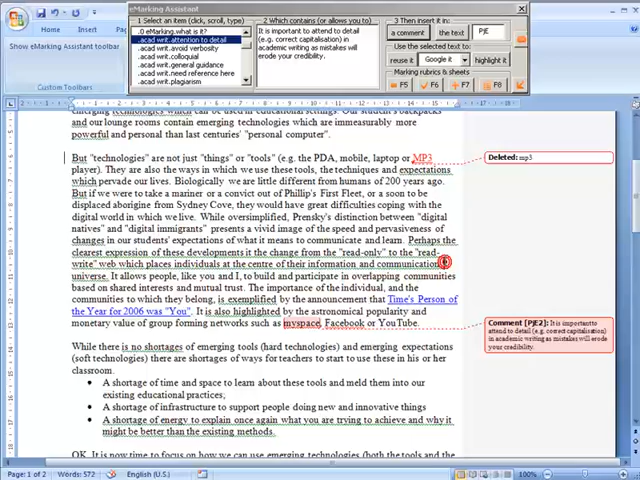 eMarking Assistant
1 Select an item (click, scroll, type)
2 Which contains (or allows you to)
3 Then insert it in:
.0 eMarking.what is it?
.acad writ.attention to detail
.acad writ.avoid verbosity
.acad writ.colloquial
.acad writ.general guidance
.acad writ.need reference here
.acad writ.plagiarism
It is important to attend to detail
(e.g. correct capitalisation) in
academic writing as mistakes will
erode your credibility.
a comment
the text
PJE
Use the selected text to:
reuse it
Google it
highlight it
Marking rubrics & sheets
F5
F6
F7
F8
Home
Insert
Show eMarking Assistant toolbar
Custom Toolbars
and our lounge rooms contain emerging technologies which are immeasurably more
powerful and personal than last centuries' "personal computer".
But "technologies" are not just "things" or "tools" (e.g. the PDA, mobile, laptop or MP3
player). They are also the ways in which we use these tools, the techniques and expectations
which pervade our lives. Biologically we are little different from humans of 200 years ago.
But if we were to take a mariner or a convict out of Phillip's First Fleet, or a soon to be
displaced aborigine from Sydney Cove, they would have great difficulties coping with the
digital world in which we live. While oversimplified, Prensky's distinction between "digital
natives" and "digital immigrants" presents a vivid image of the speed and pervasiveness of
changes in our students' expectations of what it means to communicate and learn. Perhaps the
clearest expression of these developments it the change from the "read-only" to the "read-
write" web which places individuals at the centre of their information and communication
universe. It allows people, like you and I, to build and participate in overlapping communities
based on shared interests and mutual trust. The importance of the individual, and the
communities to which they belong, is exemplified by the announcement that Time's Person of
the Year for 2006 was "You". It is also highlighted by the astronomical popularity and
monetary value of group forming networks such as myspace, Facebook or YouTube.
While there is no shortages of emerging tools (hard technologies) and emerging expectations
(soft technologies) there are shortages of ways for teachers to start to use these in his or her
classroom.
• A shortage of time and space to learn about these tools and meld them into our
existing educational practices;
• A shortage of infrastructure to support people doing new and innovative things
• A shortage of energy to explain once again what you are trying to achieve and why it
might be better than the existing methods.
OK. It is now time to focus on how we can use emerging technologies (both the tools and the
Deleted: mp3
Comment [PJE2]: It is important to
attend to detail (e.g. correct capitalisation)
in academic writing as mistakes will erode
your credibility.
Page: 1 of 2
Words: 572
English (U.S.)
100%